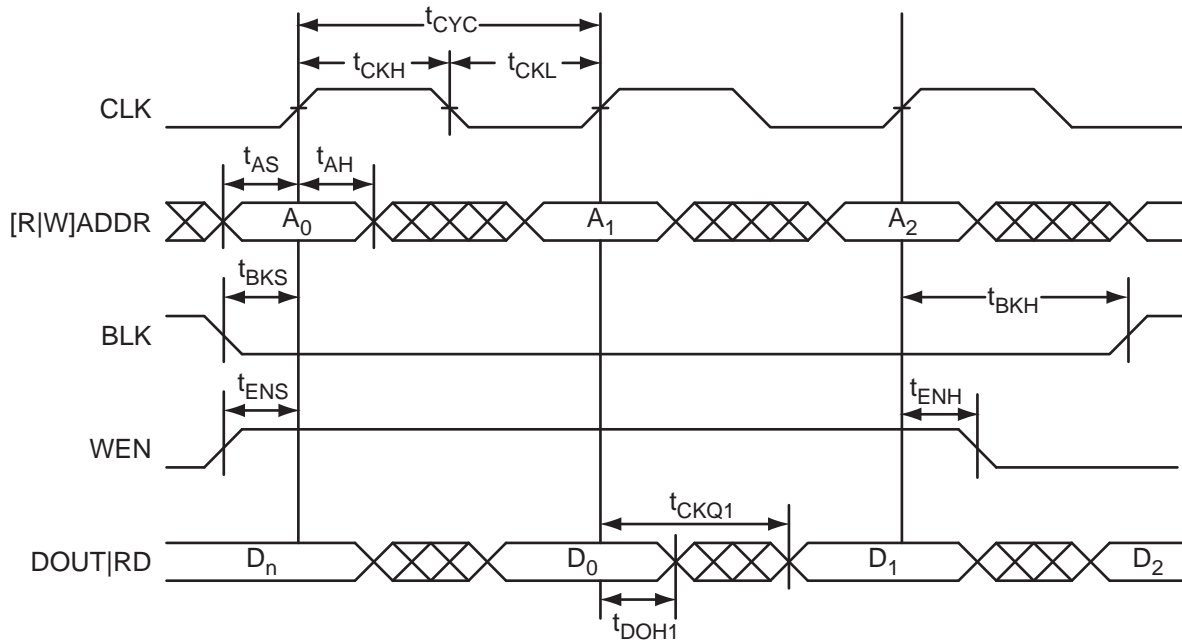 tCYC
tCKH
tCKL
CLK
tAS
tAH
[R|W]ADDR
A0
A1
A2
tBKS
tBKH
BLK
tENS
tENH
WEN
tCKQ1
DOUT|RD
Dn
D0
D1
D2
tDOH1